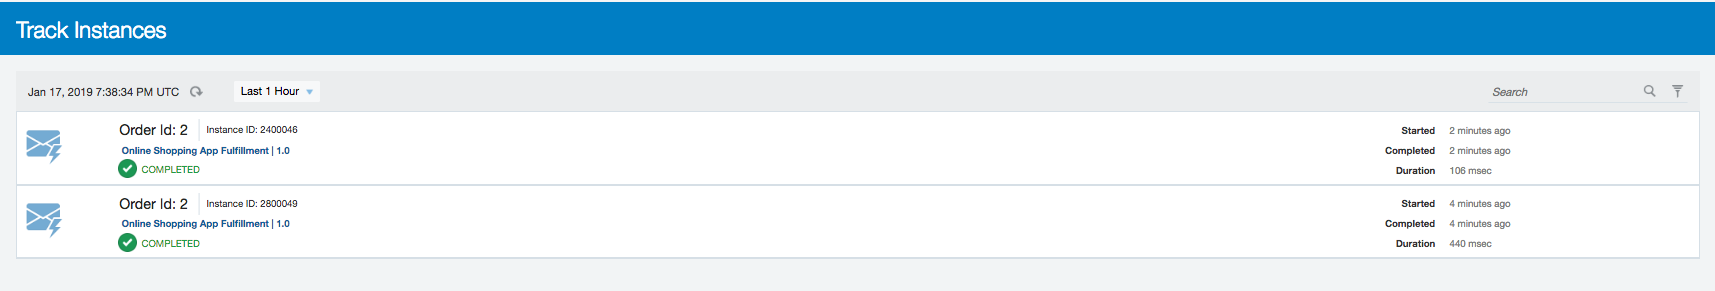 Track Instances
Jan 17, 2019 7:38:34 PM UTC Last 1 Hour Search
Order Id: 2 Instance ID: 2400046 Started 2 minutes ago
Online Shopping App Fulfillment | 1.0 Completed 2 minutes ago
COMPLETED Duration 106 msec
Order Id: 2 Instance ID: 2800049 Started 4 minutes ago
Online Shopping App Fulfillment | 1.0 Completed 4 minutes ago
COMPLETED Duration 440 msec